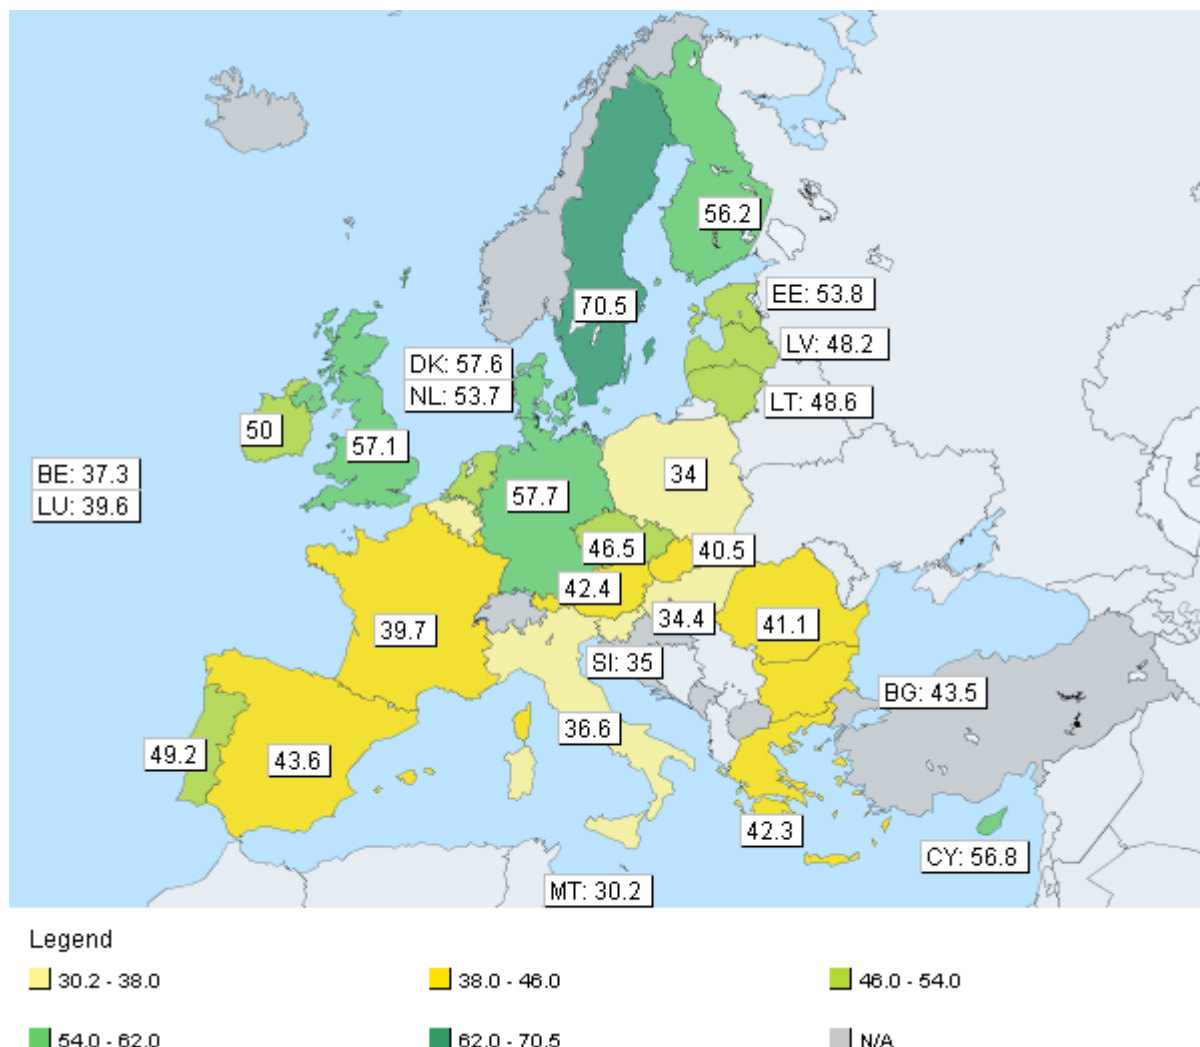 56.2
70.5
EE: 53.8
LV: 48.2
DK: 57.6
NL: 53.7
LT: 48.6
50
57.1
BE: 37.3
LU: 39.6
34
57.7
46.5
40.5
42.4
39.7
34.4
41.1
SI: 35
BG: 43.5
36.6
49.2
43.6
42.3
CY: 56.8
MT: 30.2
Legend
30.2 - 38.0
38.0 - 46.0
46.0 - 54.0
54.0 - 62.0
62.0 - 70.5
N/A